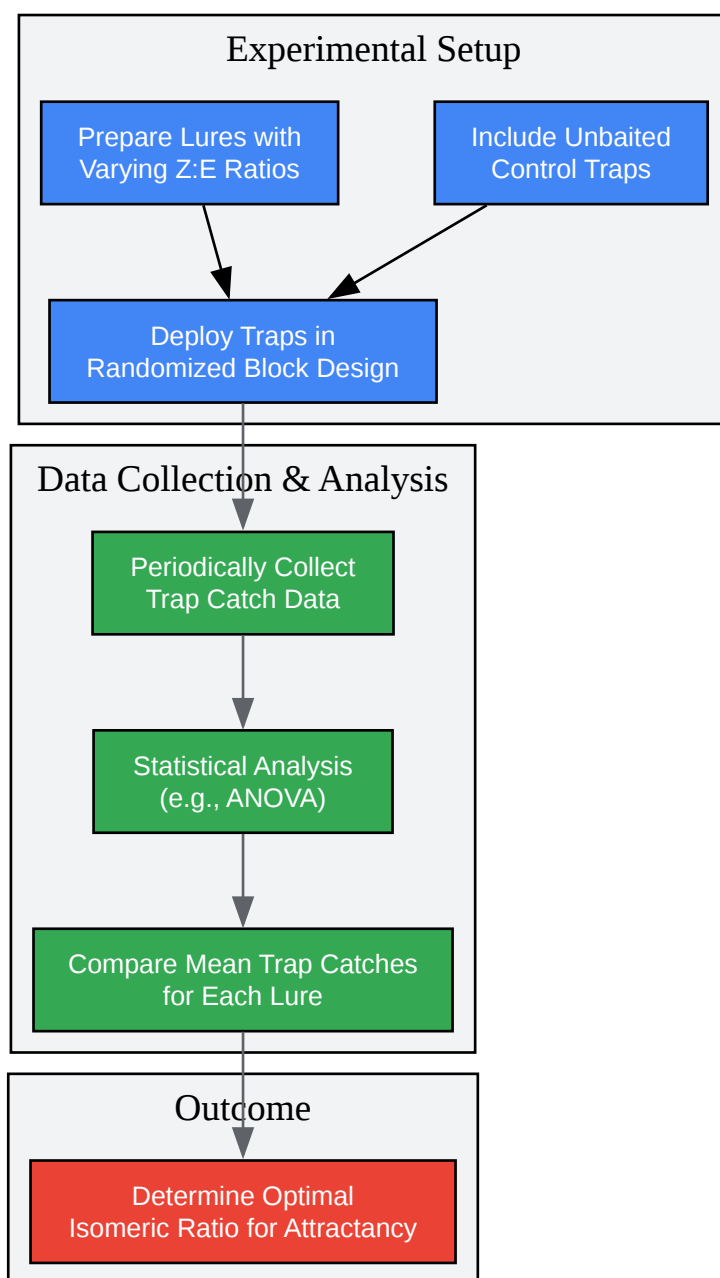 Experimental Setup
Prepare Lures with
Varying Z:E Ratios
Include Unbaited
Control Traps
Deploy Traps in
Randomized Block Design
Data Collection & Analysis
Periodically Collect
Trap Catch Data
Statistical Analysis
(e.g., ANOVA)
Compare Mean Trap Catches
for Each Lure
Outcome
Determine Optimal
Isomeric Ratio for Attractancy